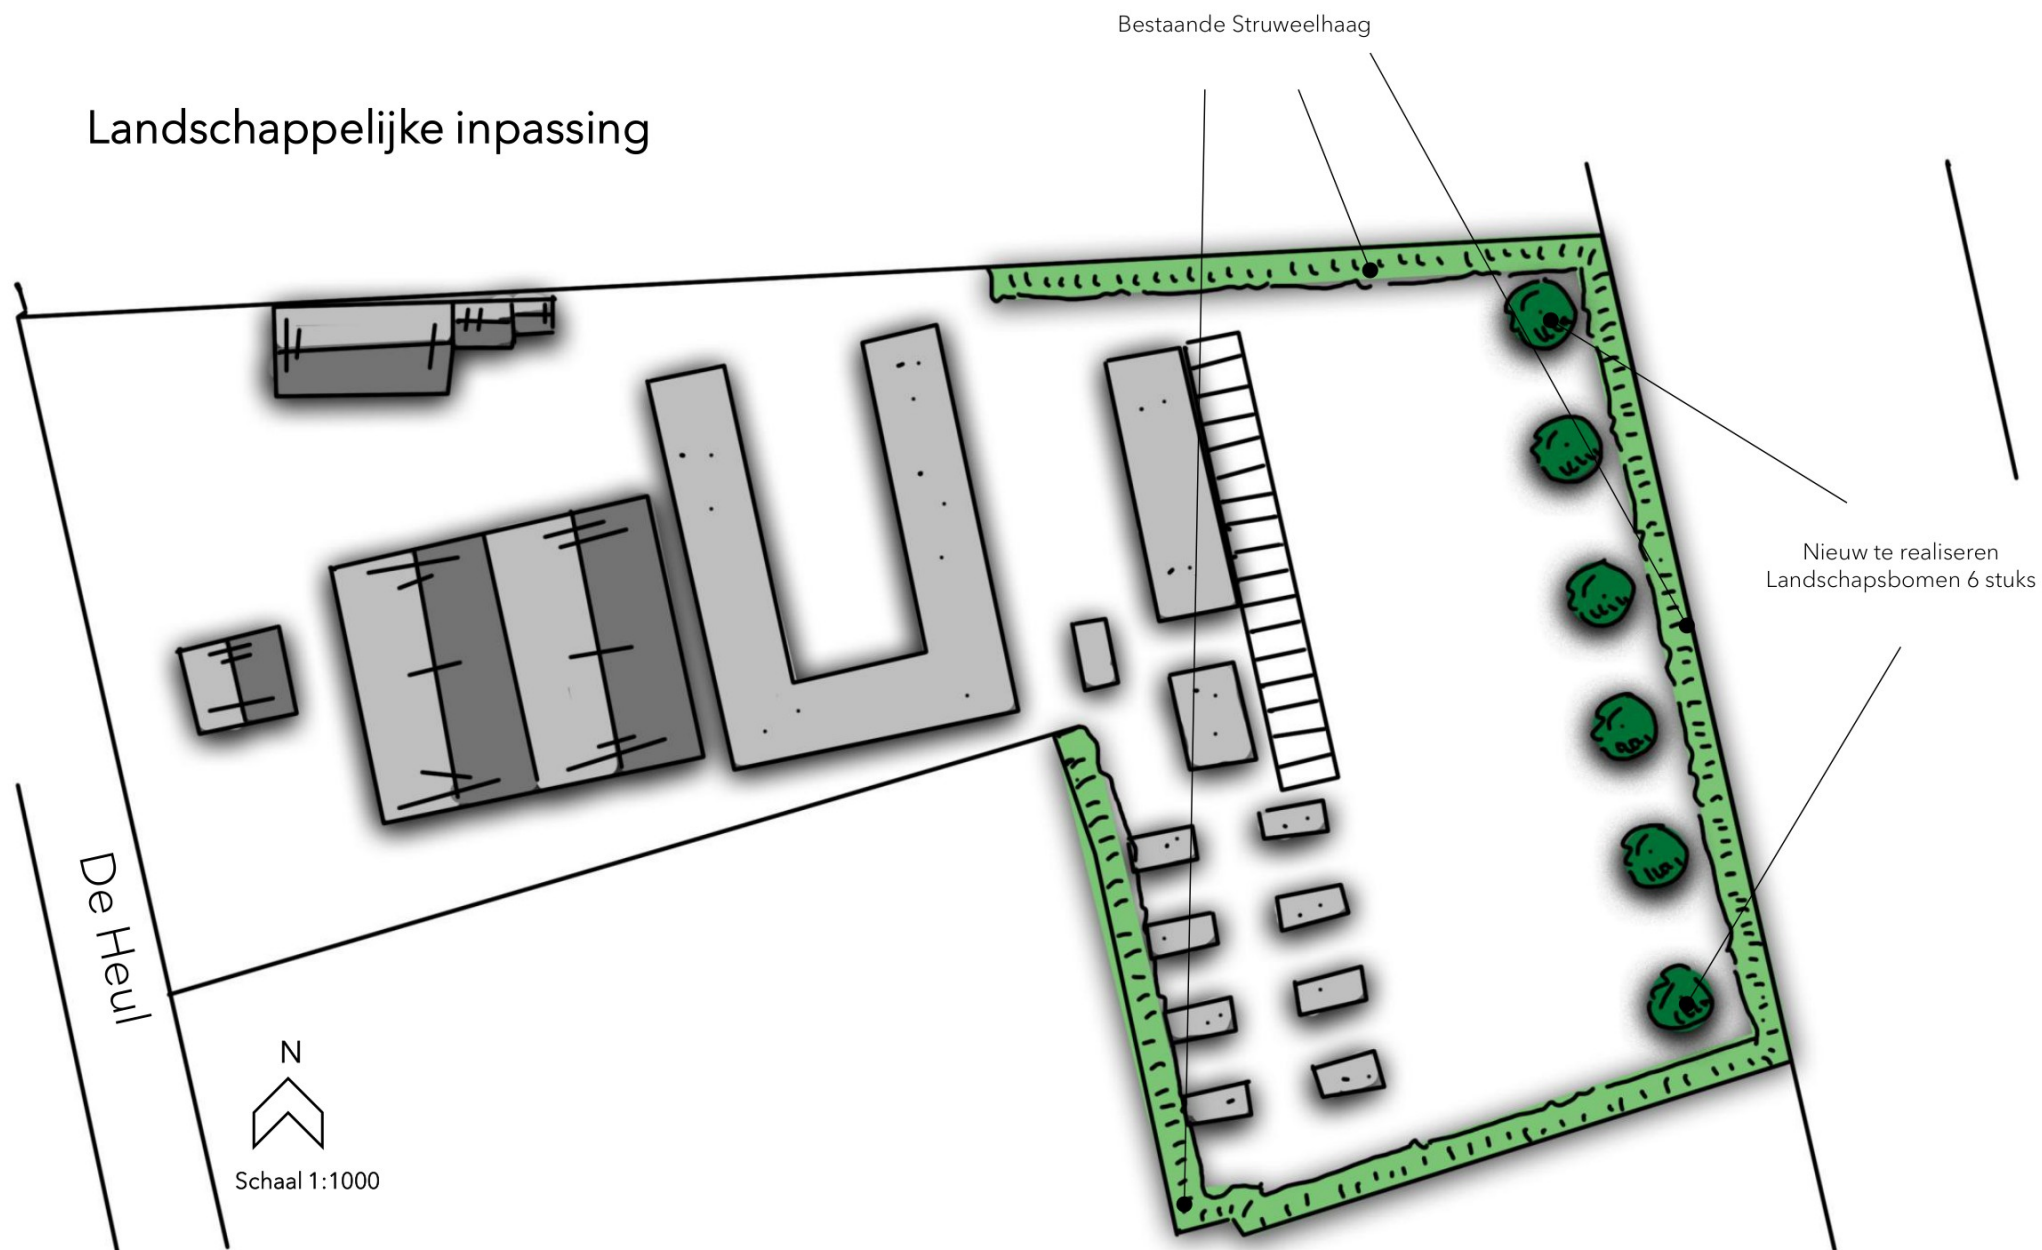 Bestaande Struweelhaag
Landschappelijke inpassing
Nieuw te realiseren
Landschapsbomen 6 stuks
De Heul
N
Schaal 1:1000